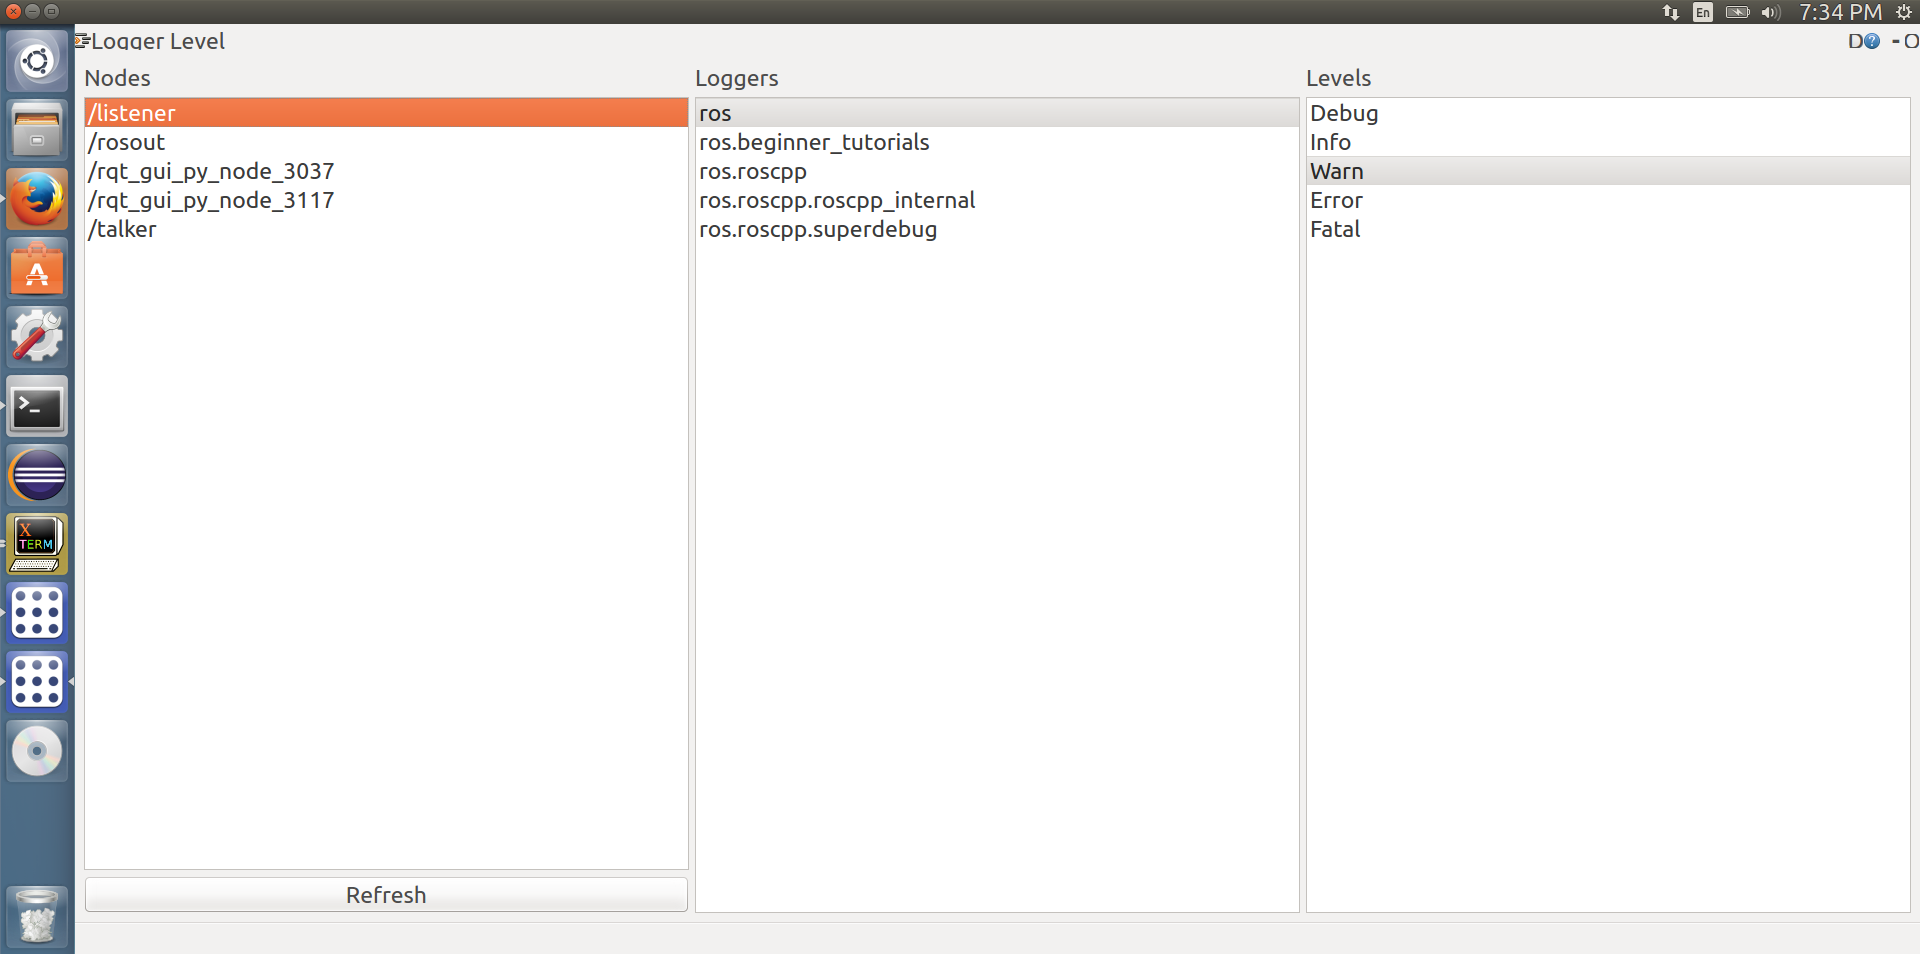 En
7:34 PM
Logger Level
D
?
- O
Nodes
/listener
/rosout
/rqt_gui_py_node_3037
/rqt_gui_py_node_3117
/talker
Refresh
Loggers
ros
ros.beginner_tutorials
ros.roscpp
ros.roscpp.roscpp_internal
ros.roscpp.superdebug
Levels
Debug
Info
Warn
Error
Fatal
A
>_
X
TERM